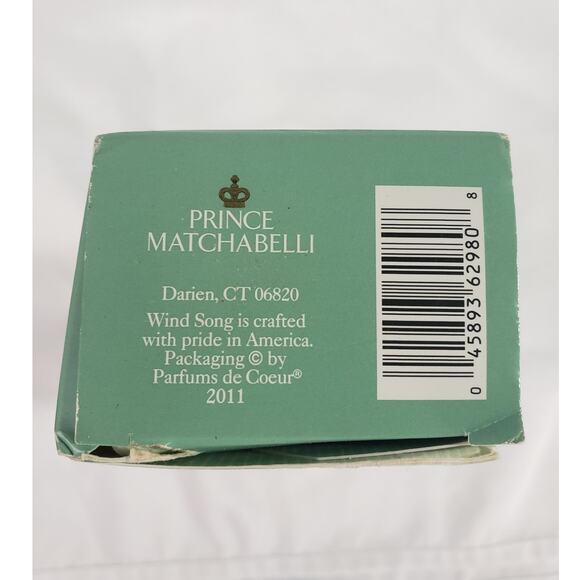 PRINCE
MATCHABELLI
Darien, CT 06820
Wind Song is crafted
with pride in America.
Packaging © by
Parfums de Coeur®
2011
0 45893 62980 8